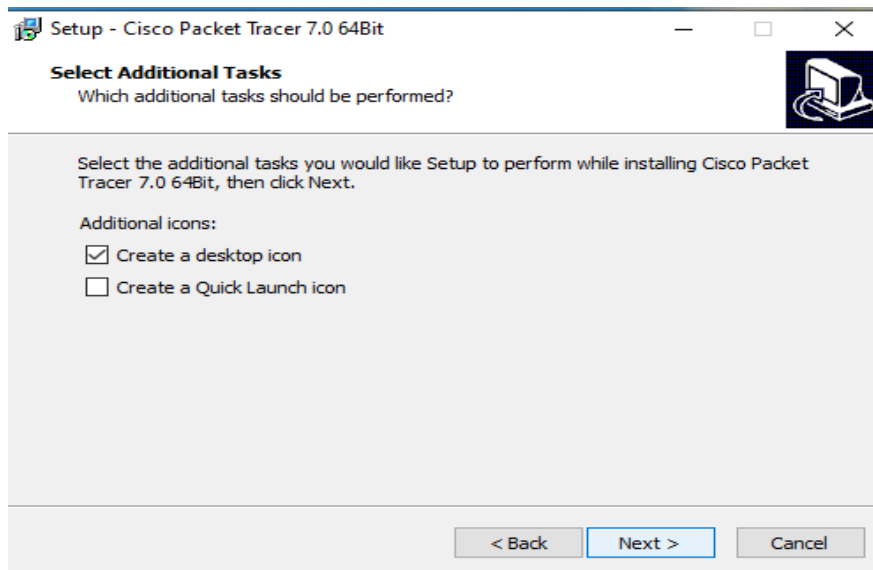 Setup - Cisco Packet Tracer 7.0 64Bit
Select Additional Tasks
Which additional tasks should be performed?
Select the additional tasks you would like Setup to perform while installing Cisco Packet
Tracer 7.0 64Bit, then click Next.
Additional icons:
Create a desktop icon
Create a Quick Launch icon
< Back Next > Cancel